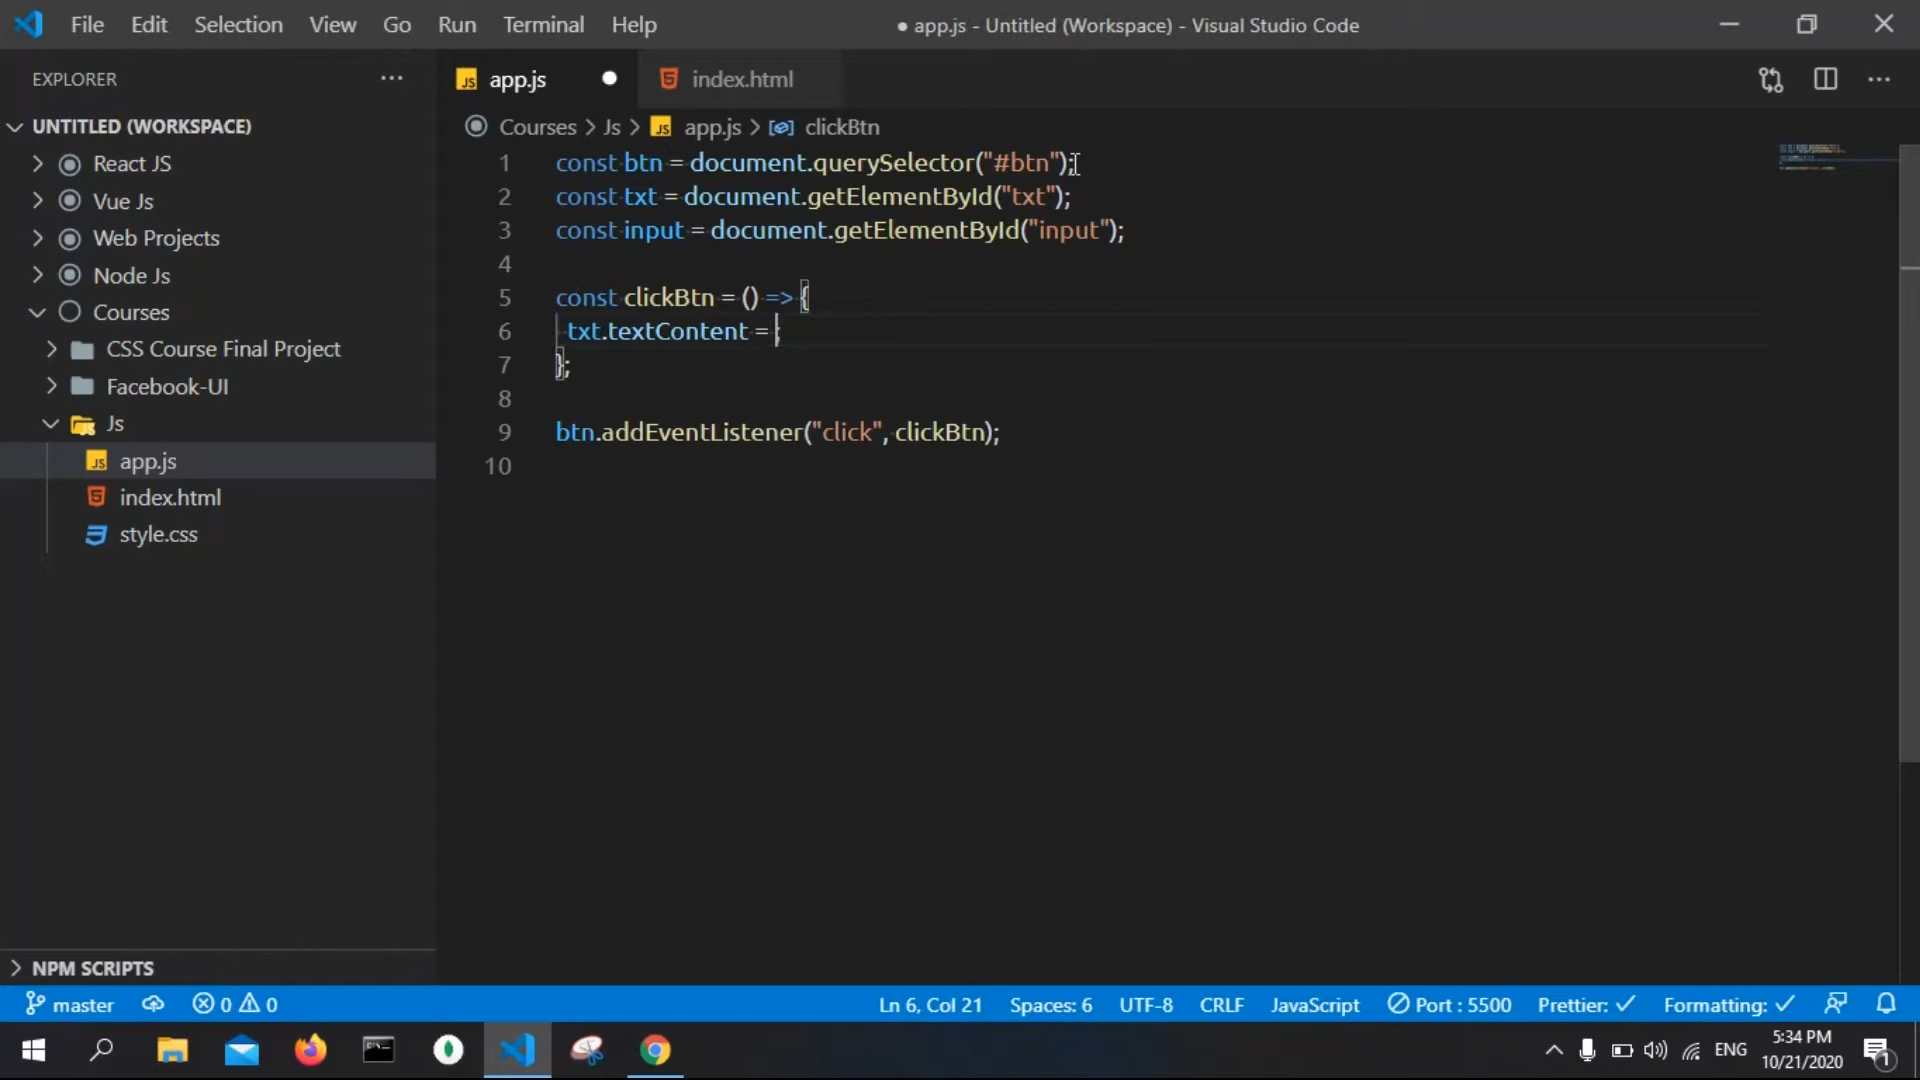 File Edit Selection View Go Run Terminal Help
● app.js - Untitled (Workspace) - Visual Studio Code
EXPLORER
UNTITLED (WORKSPACE)
React JS
Vue Js
Web Projects
Node Js
Courses
CSS Course Final Project
Facebook-UI
Js
app.js
index.html
style.css
NPM SCRIPTS
app.js index.html
Courses > Js > app.js > clickBtn
1 const btn = document.querySelector("#btn");
2 const txt = document.getElementById("txt");
3 const input = document.getElementById("input");
4
5 const clickBtn = () => {
6 txt.textContent = ;
7 };
8
9 btn.addEventListener("click", clickBtn);
10
master 0 0 Ln 6, Col 21 Spaces: 6 UTF-8 CRLF JavaScript Port : 5500 Prettier: ✓ Formatting: ✓
ENG 5:34 PM
10/21/2020 1